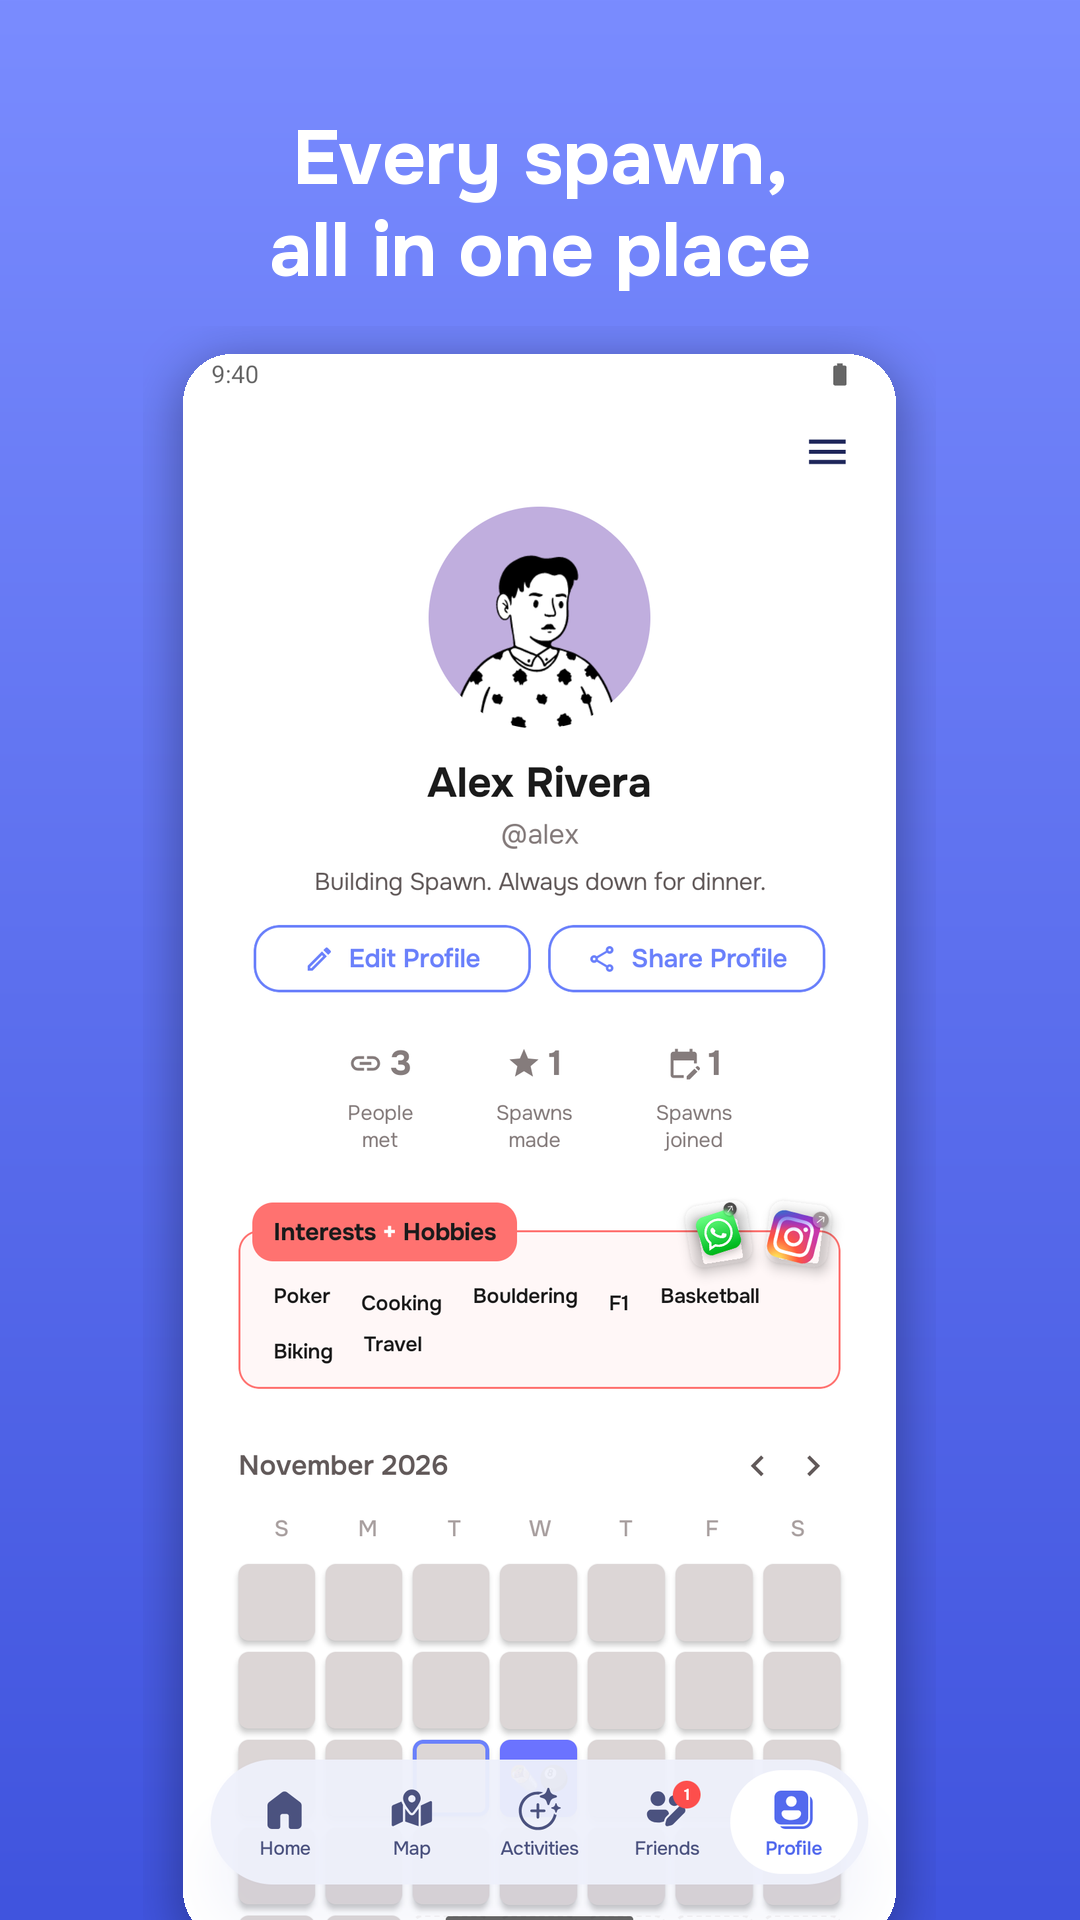 Every spawn,
all in one place
9:40
Alex Rivera
@alex
Building Spawn. Always down for dinner.
Edit Profile
Share Profile
3
People
met
1
Spawns
made
1
Spawns
joined
Interests + Hobbies
Poker
Cooking
Bouldering
F1
Basketball
Biking
Travel
November 2026
S M T W T F S
Home
Map
Activities
1
Friends
Profile